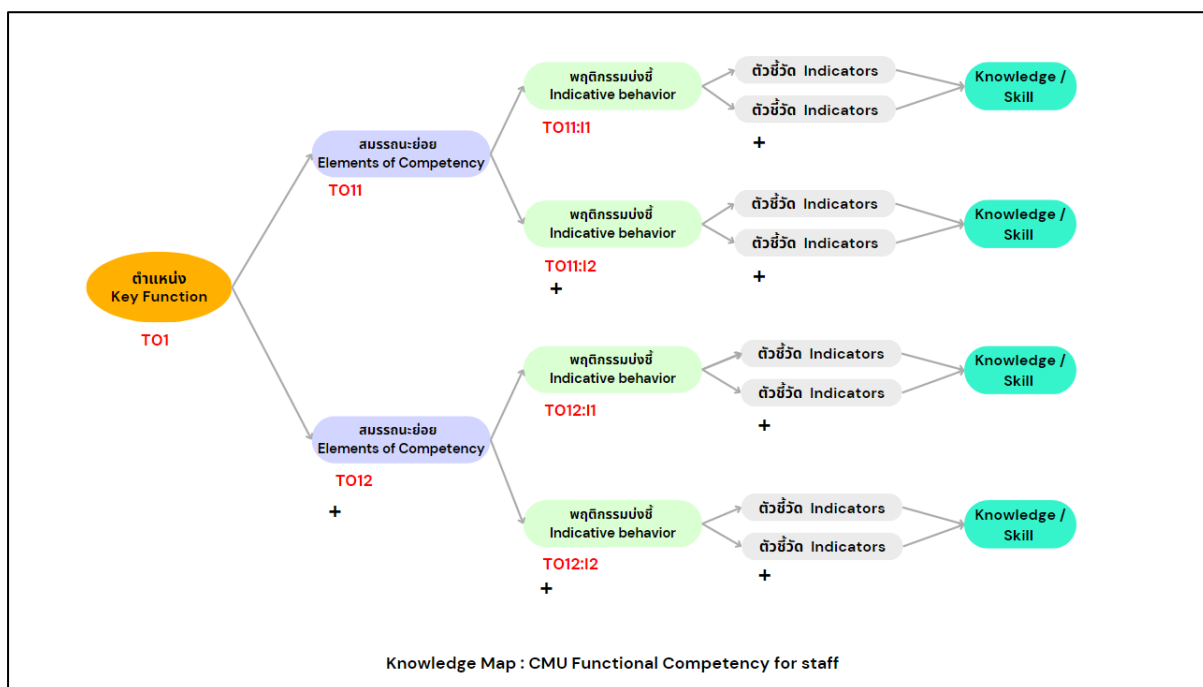 ตำแหน่ง
Key Function
TO1
สมรรถนะย่อย
Elements of Competency
TO11
พฤติกรรมบ่งชี้
Indicative behavior
TO11:I1
ตัวชี้วัด Indicators
ตัวชี้วัด Indicators
+
Knowledge /
Skill
พฤติกรรมบ่งชี้
Indicative behavior
TO11:I2
+
ตัวชี้วัด Indicators
ตัวชี้วัด Indicators
+
Knowledge /
Skill
สมรรถนะย่อย
Elements of Competency
TO12
+
พฤติกรรมบ่งชี้
Indicative behavior
TO12:I1
ตัวชี้วัด Indicators
ตัวชี้วัด Indicators
+
Knowledge /
Skill
พฤติกรรมบ่งชี้
Indicative behavior
TO12:I2
+
ตัวชี้วัด Indicators
ตัวชี้วัด Indicators
+
Knowledge /
Skill
Knowledge Map : CMU Functional Competency for staff